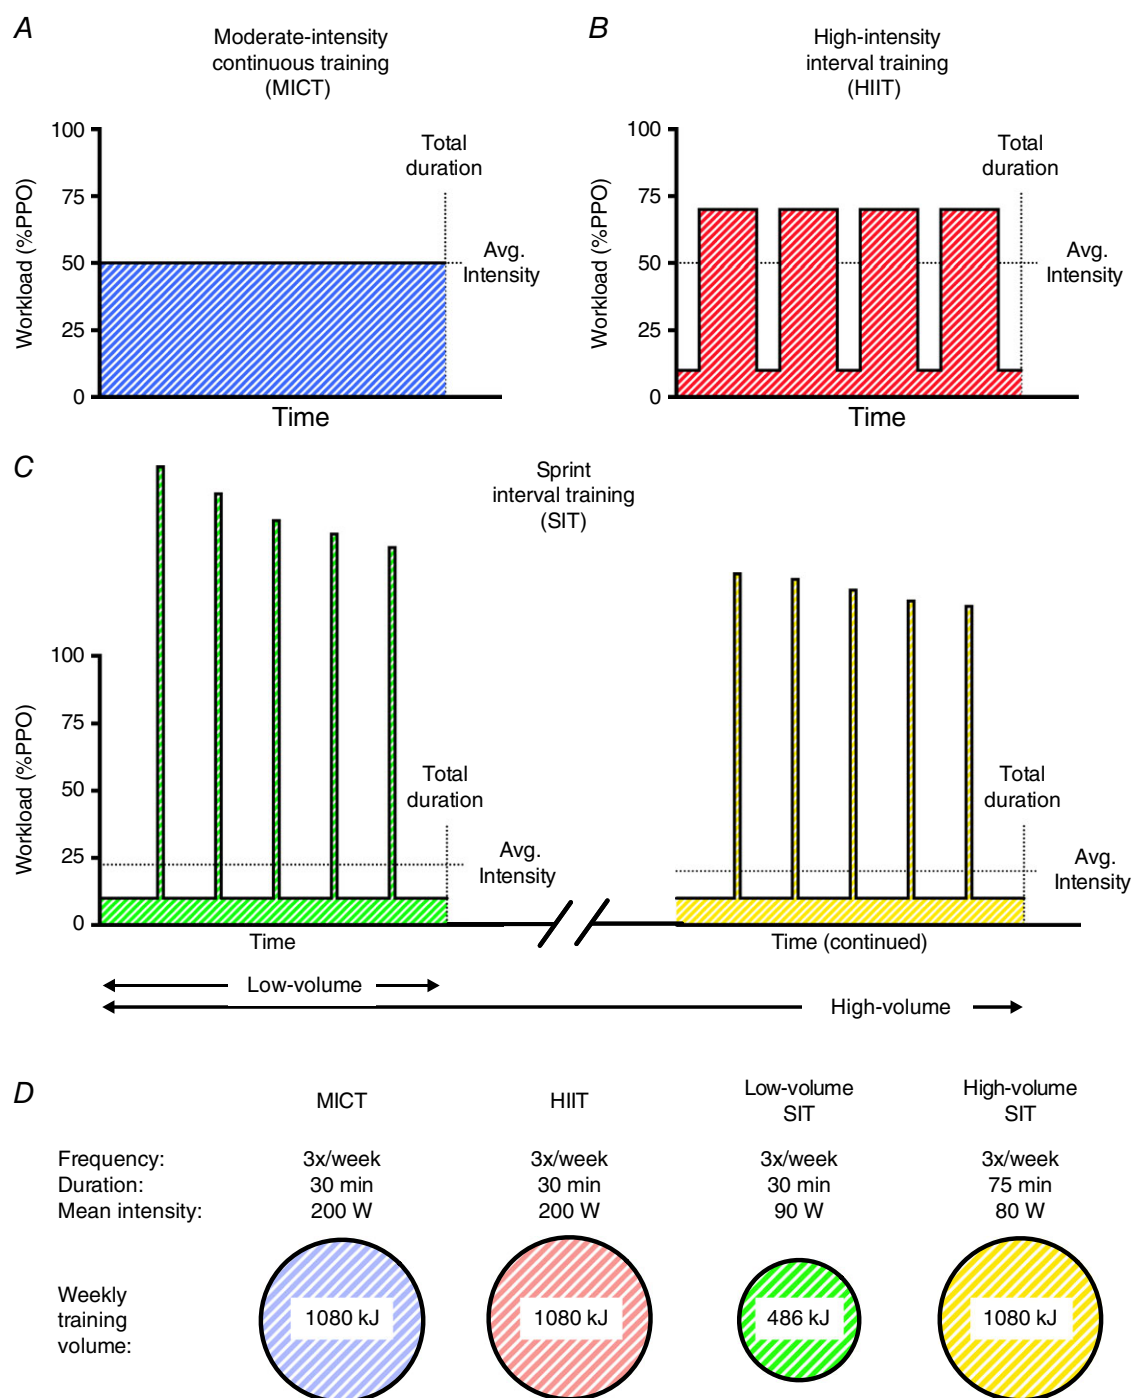 A
Moderate-intensity
continuous training
(MICT)
100
75
50
25
0
Workload (%PPO)
Total
duration
Avg.
Intensity
Time
B
High-intensity
interval training
(HIIT)
100
75
50
25
0
Workload (%PPO)
Total
duration
Avg.
Intensity
Time
C
Sprint
interval training
(SIT)
100
75
50
25
0
Workload (%PPO)
Total
duration
Avg.
Intensity
Time
Total
duration
Avg.
Intensity
Time (continued)
Low-volume
High-volume
D
MICT
HIIT
Low-volume
SIT
High-volume
SIT
Frequency: 3x/week 3x/week 3x/week 3x/week
Duration: 30 min 30 min 30 min 75 min
Mean intensity: 200 W 200 W 90 W 80 W
Weekly
training
volume:
1080 kJ 1080 kJ 486 kJ 1080 kJ